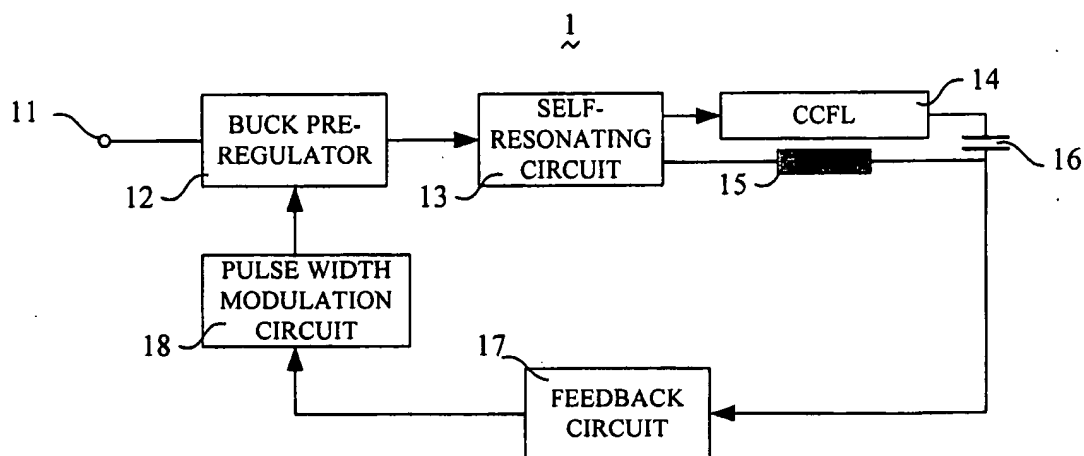 1
11
BUCK PRE-
REGULATOR
12
SELF-
RESONATING
CIRCUIT
13
14
CCFL
15
16
PULSE WIDTH
MODULATION
CIRCUIT
18
17
FEEDBACK
CIRCUIT